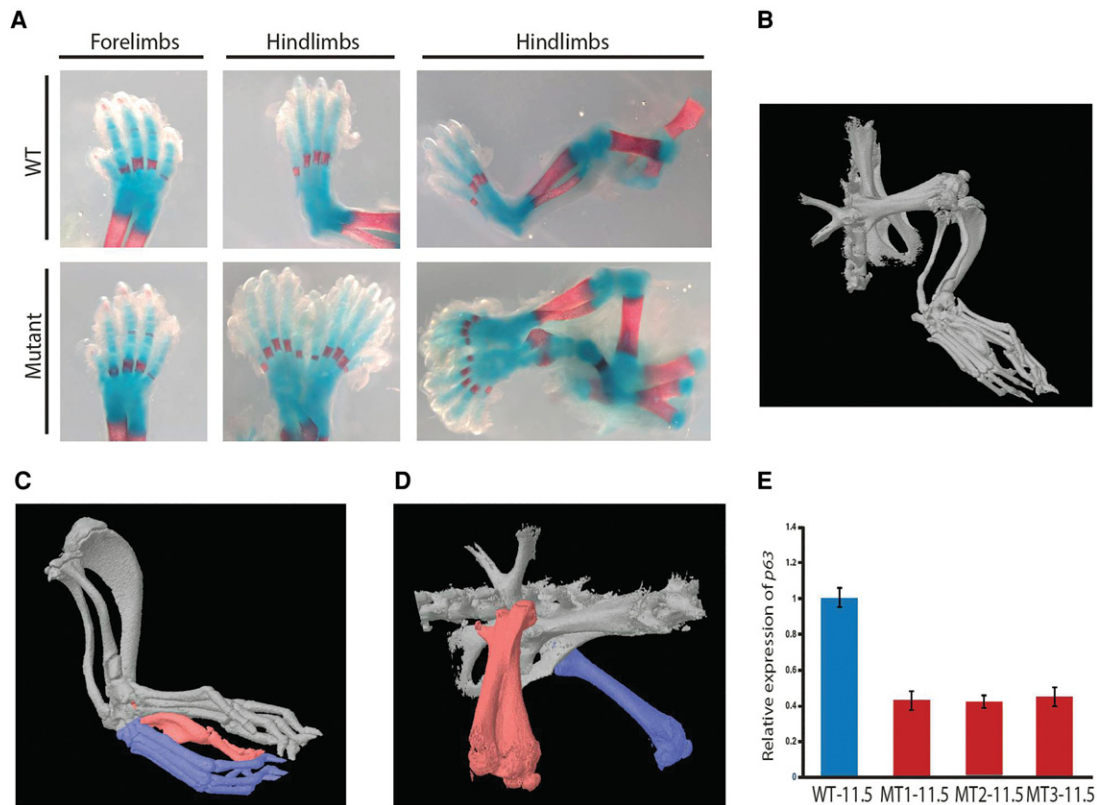 A
B
Forelimbs
Hindlimbs
Hindlimbs
WT
Mutant
C
D
E
Relative expression of p63
1.4
1.2
1
0.8
0.6
0.4
0.2
0
WT-11.5
MT1-11.5
MT2-11.5
MT3-11.5